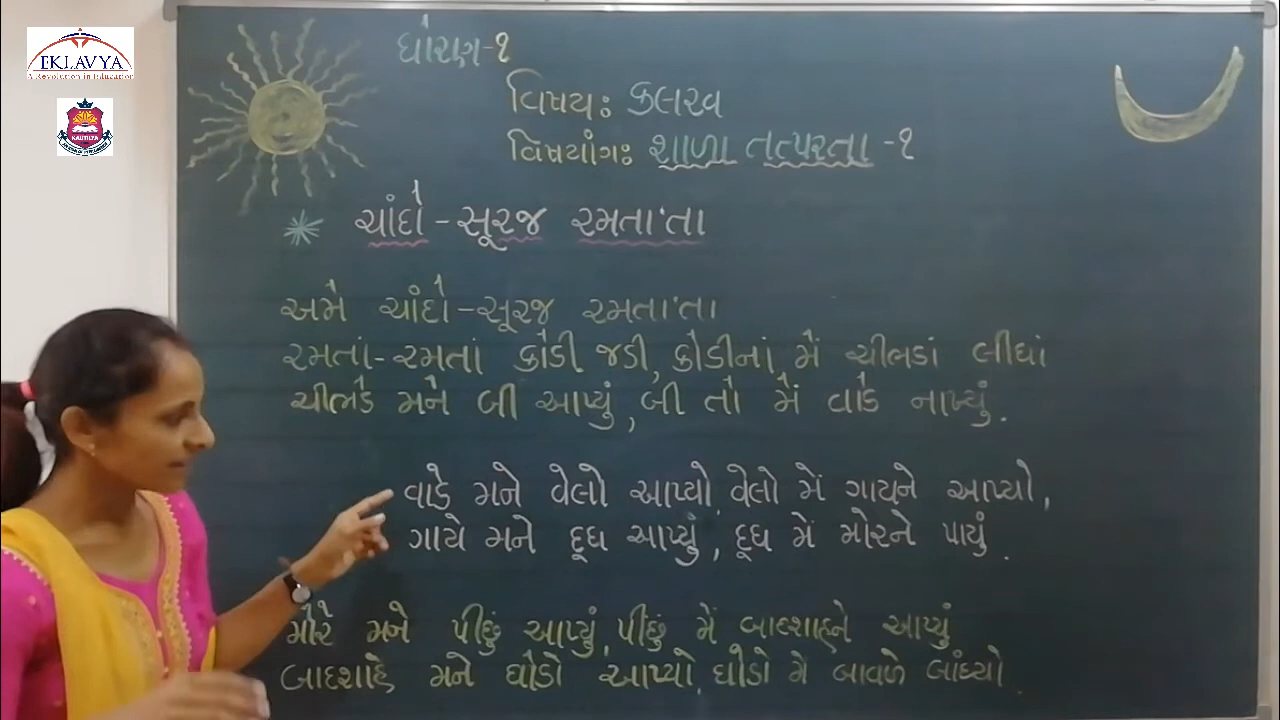 EKLAVYA
A Revolution in Education
KAUTILYA
ધોરણ-૧
વિષય: કલરવ
વિષયાંગ: શાળા તત્પરતા -૧
ચાંદો - સૂરજ રમતા'તા
અમે ચાંદો - સૂરજ રમતા'તા
રમતાં - રમતાં કોડી જડી, કોડીનાં મેં ચીભડાં લીધાં
ચીભડે મને બી આપ્યું, બી તો મેં વાડે નાખ્યું.
વાડે મને વેલો આપ્યો, વેલો મેં ગાયને આપ્યો,
ગાયે મને દૂધ આપ્યું, દૂધ મેં મોરને પાયું.
મોરે મને પીંછું આપ્યું, પીંછું મેં બાદશાહને આપ્યું
બાદશાહે મને ઘોડો આપ્યો, ઘોડો મેં બાવળે બાંધ્યો.